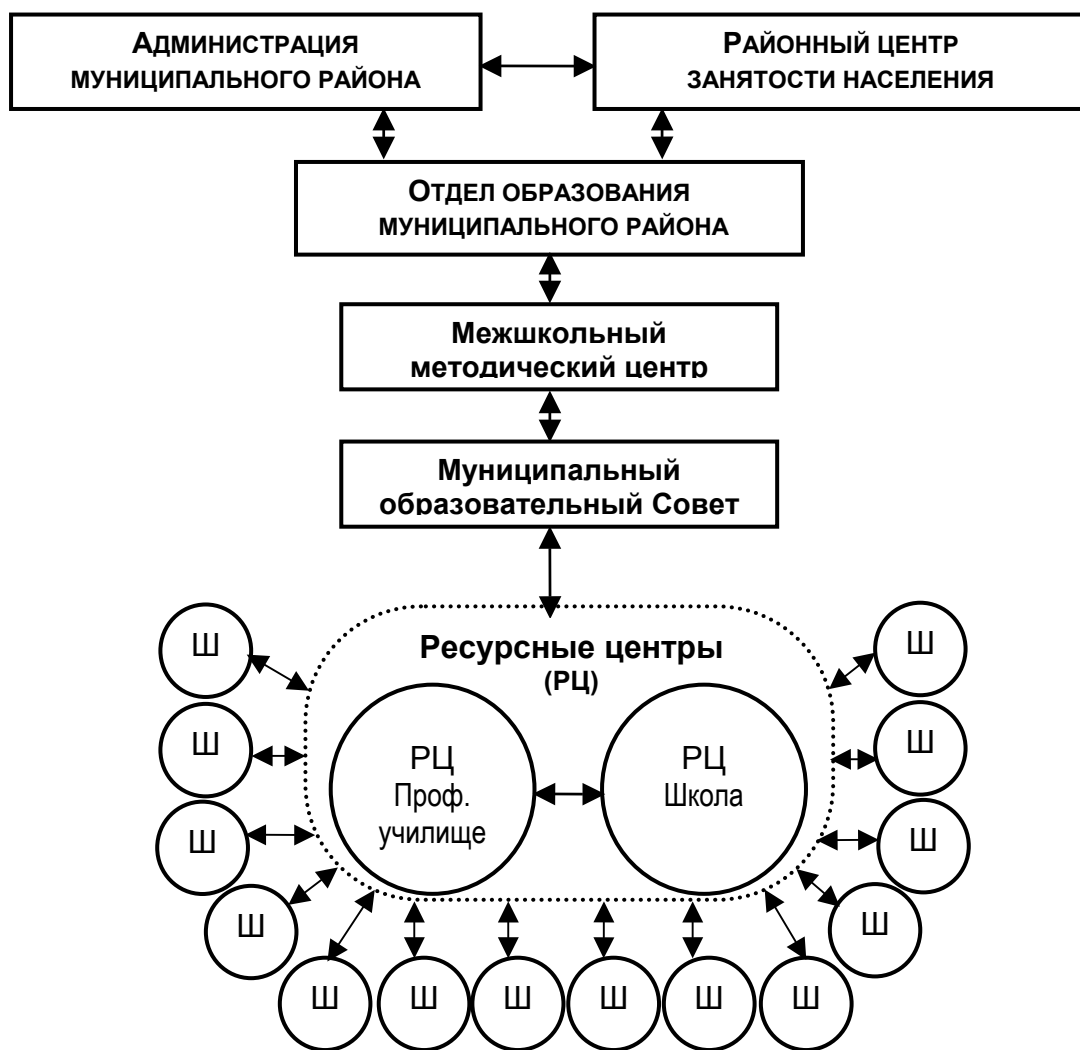 АДМИНИСТРАЦИЯ
МУНИЦИПАЛЬНОГО РАЙОНА
РАЙОННЫЙ ЦЕНТР
ЗАНЯТОСТИ НАСЕЛЕНИЯ
ОТДЕЛ ОБРАЗОВАНИЯ
МУНИЦИПАЛЬНОГО РАЙОНА
Межшкольный
методический центр
Муниципальный
образовательный Совет
Ресурсные центры
(РЦ)
РЦ
Проф.
училище
РЦ
Школа
Ш
Ш
Ш
Ш
Ш
Ш
Ш
Ш
Ш
Ш
Ш
Ш
Ш
Ш